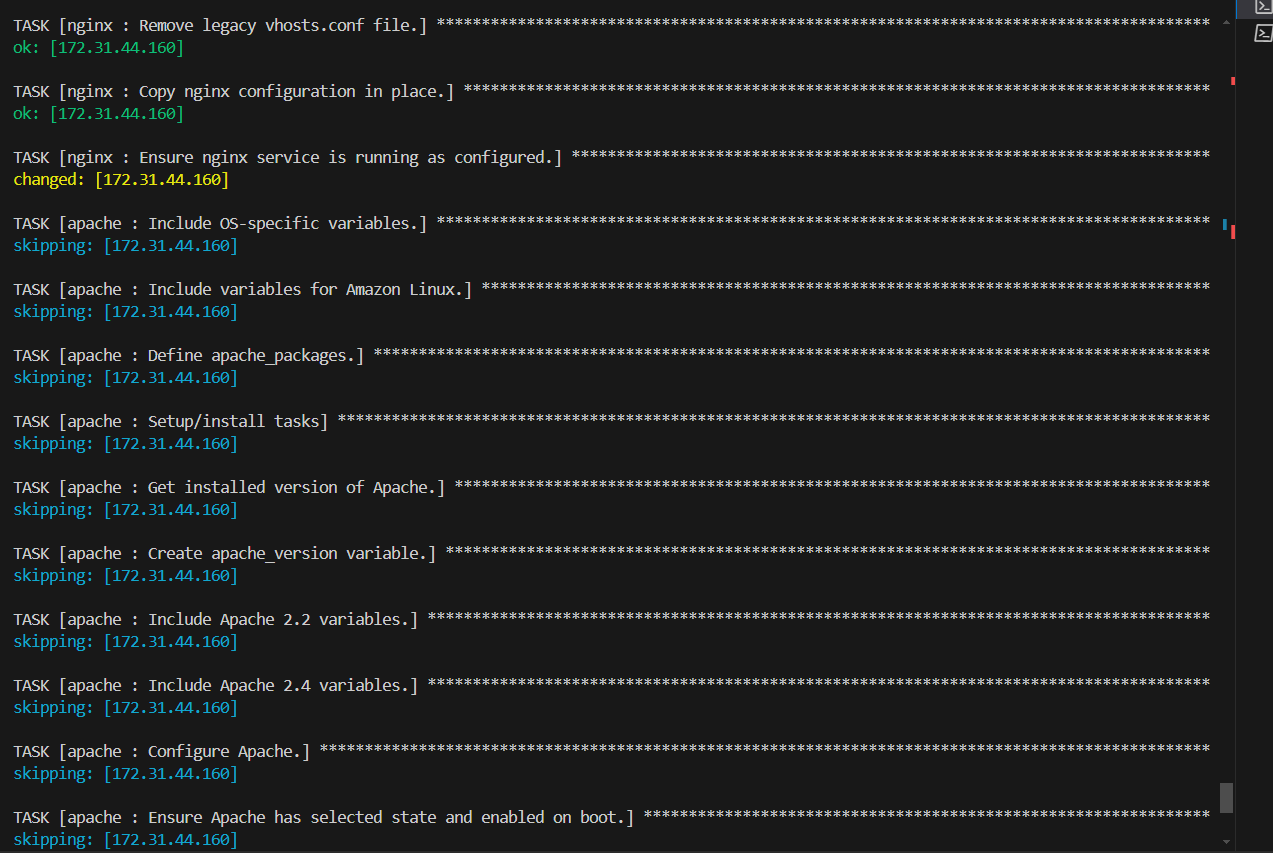 TASK [nginx : Remove legacy vhosts.conf file.] **************************************************************************************
ok: [172.31.44.160]
TASK [nginx : Copy nginx configuration in place.] ***********************************************************************************
ok: [172.31.44.160]
TASK [nginx : Ensure nginx service is running as configured.] ***********************************************************************
changed: [172.31.44.160]
TASK [apache : Include OS-specific variables.] **************************************************************************************
skipping: [172.31.44.160]
TASK [apache : Include variables for Amazon Linux.] *********************************************************************************
skipping: [172.31.44.160]
TASK [apache : Define apache_packages.] *********************************************************************************************
skipping: [172.31.44.160]
TASK [apache : Setup/install tasks] *************************************************************************************************
skipping: [172.31.44.160]
TASK [apache : Get installed version of Apache.] ************************************************************************************
skipping: [172.31.44.160]
TASK [apache : Create apache_version variable.] *************************************************************************************
skipping: [172.31.44.160]
TASK [apache : Include Apache 2.2 variables.] ***************************************************************************************
skipping: [172.31.44.160]
TASK [apache : Include Apache 2.4 variables.] ***************************************************************************************
skipping: [172.31.44.160]
TASK [apache : Configure Apache.] ***************************************************************************************************
skipping: [172.31.44.160]
TASK [apache : Ensure Apache has selected state and enabled on boot.] ***************************************************************
skipping: [172.31.44.160]